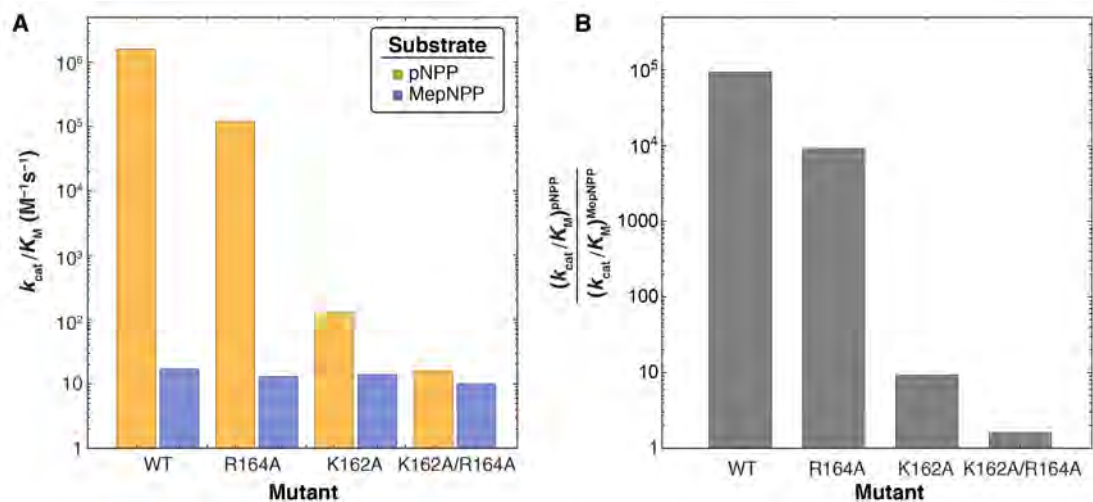 A
Substrate
pNPP
MepNPP
10⁶
10⁵
10⁴
10³
10²
10
1
k_cat/K_M (M⁻¹s⁻¹)
WT
R164A
K162A
K162A/R164A
Mutant
B
10⁵
10⁴
1000
100
10
1
(k_cat/K_M)^pNPP
(k_cat/K_M)^MepNPP
WT
R164A
K162A
K162A/R164A
Mutant